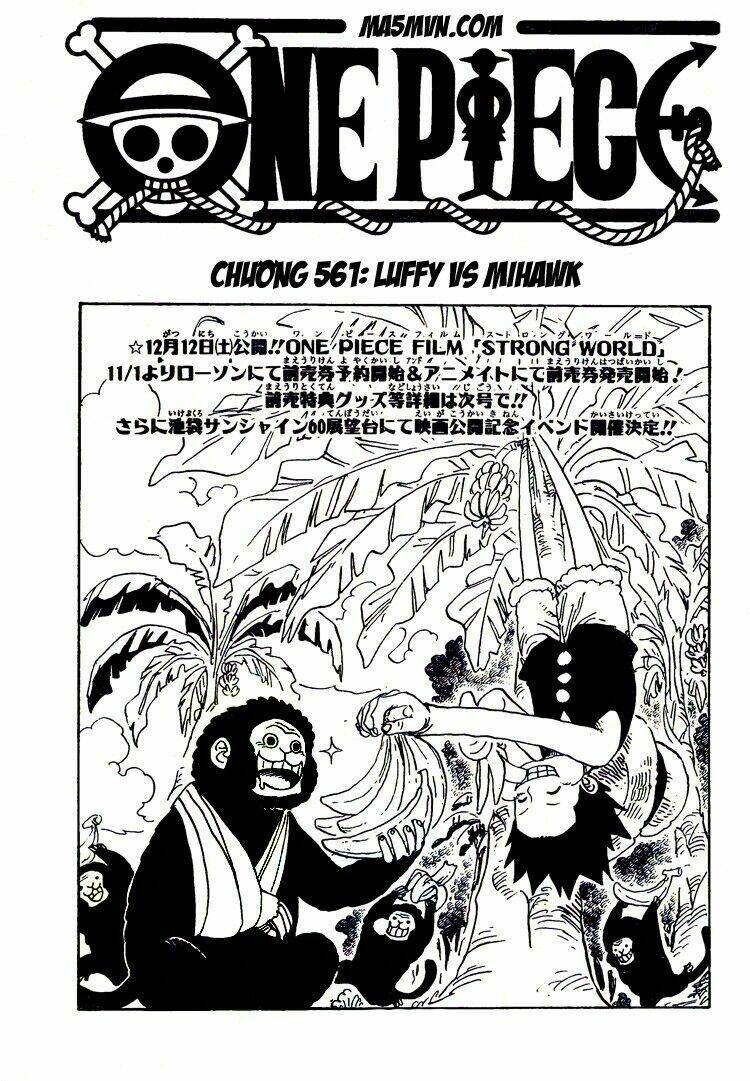 MA5MVN.COM
ONE PIECE
CHƯƠNG 561: LUFFY VS MIHAWK
☆12月12日(土)公開!!ONE PIECE FILM「STRONG WORLD」
11/1よりローソンにて前売券予約開始&アニメイトにて前売券発売開始!
前売特典グッズ等詳細は次号で!!
さらに池袋サンシャイン60展望台にて映画公開記念イベント開催決定!!